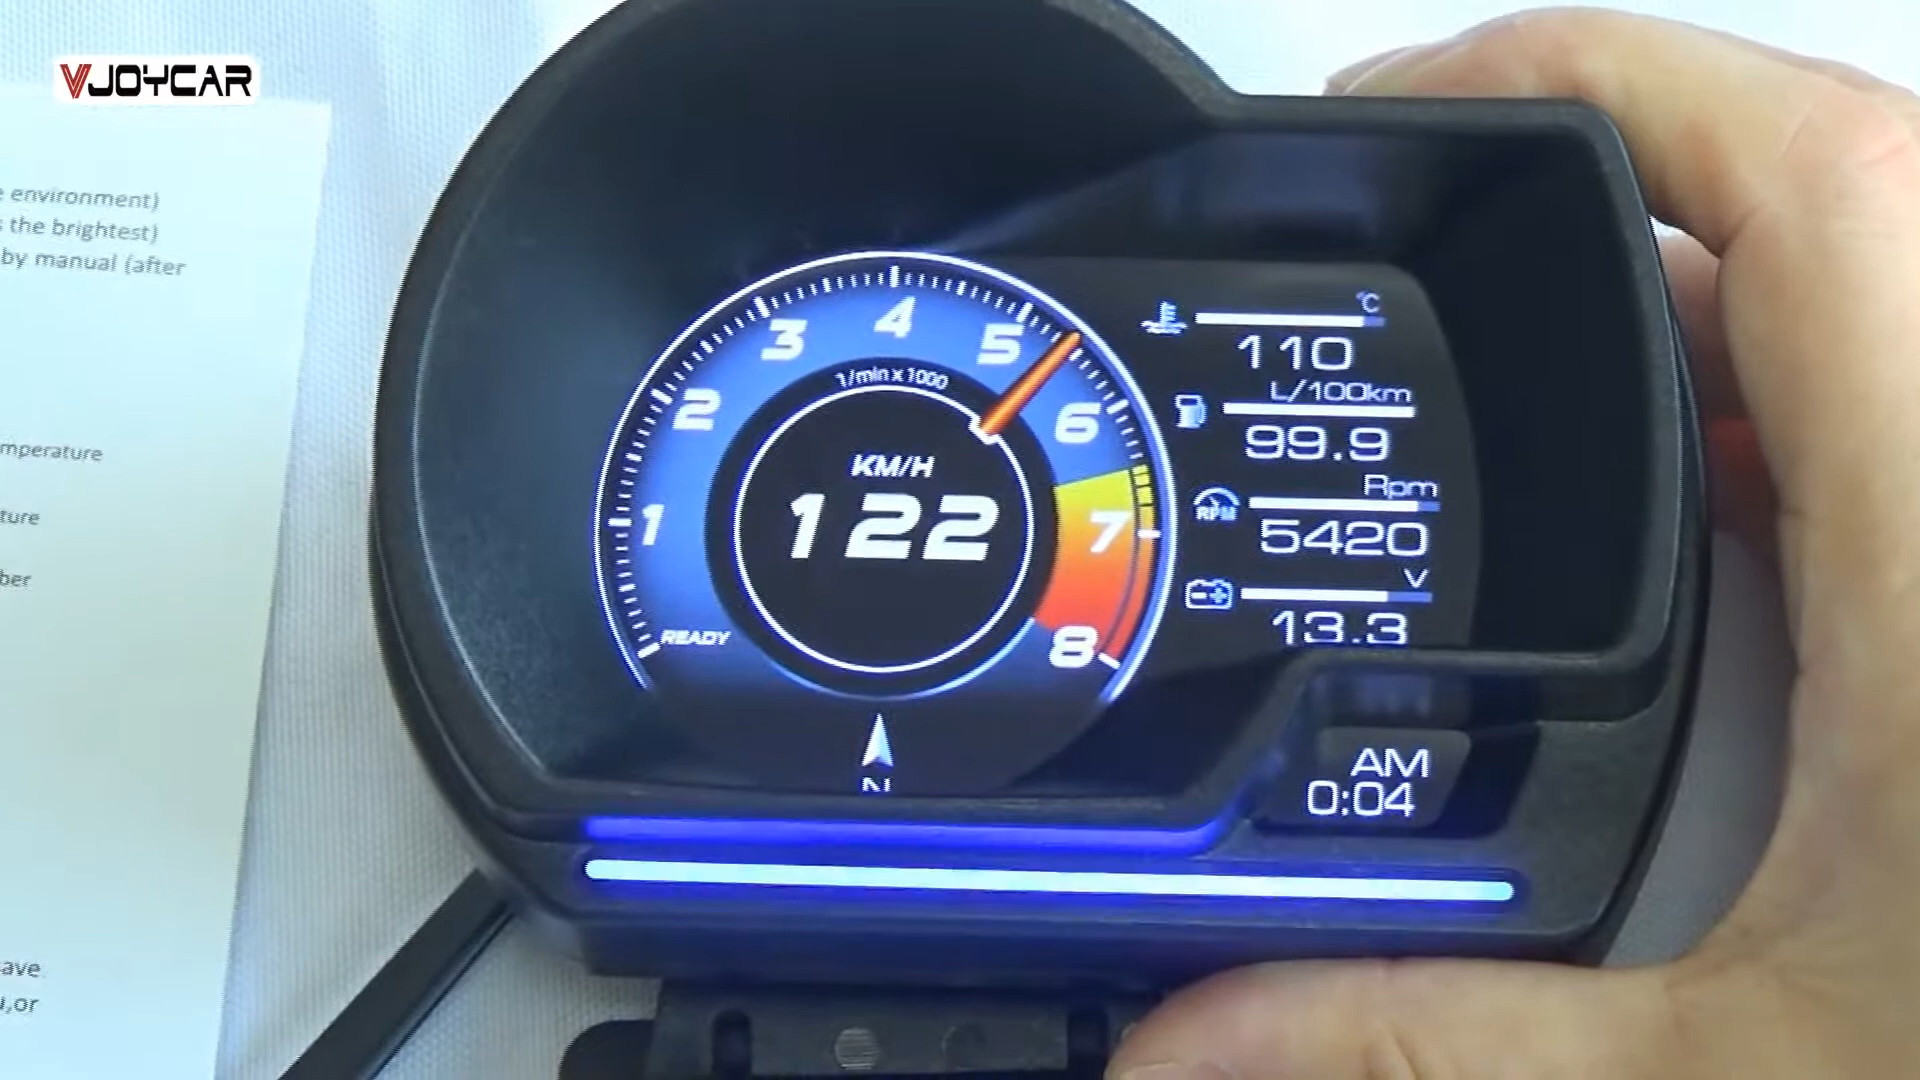 VJOYCAR
environment)
the brightest)
by manual (after
mperature
ture
ber
ave
,or
1
2
3
4
5
6
7
8
1/min x 1000
KM/H
122
READY
N
°C
110
L/100km
99.9
Rpm
RPM
5420
V
13.3
AM
0:04